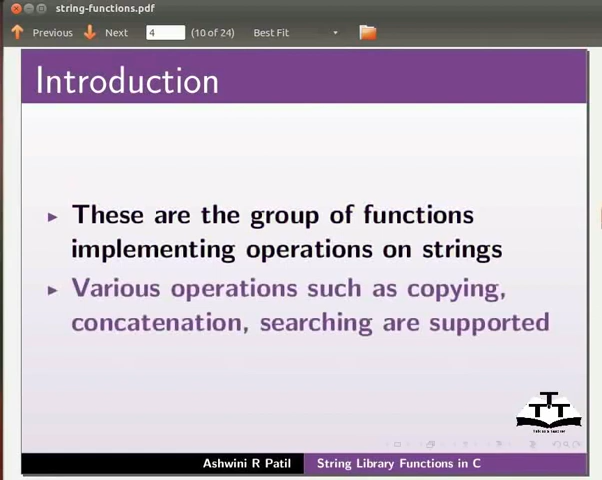 string-functions.pdf
Previous Next 4 (10 of 24) Best Fit
Introduction
These are the group of functions
implementing operations on strings
Various operations such as copying,
concatenation, searching are supported
TTT
Ashwini R Patil String Library Functions in C